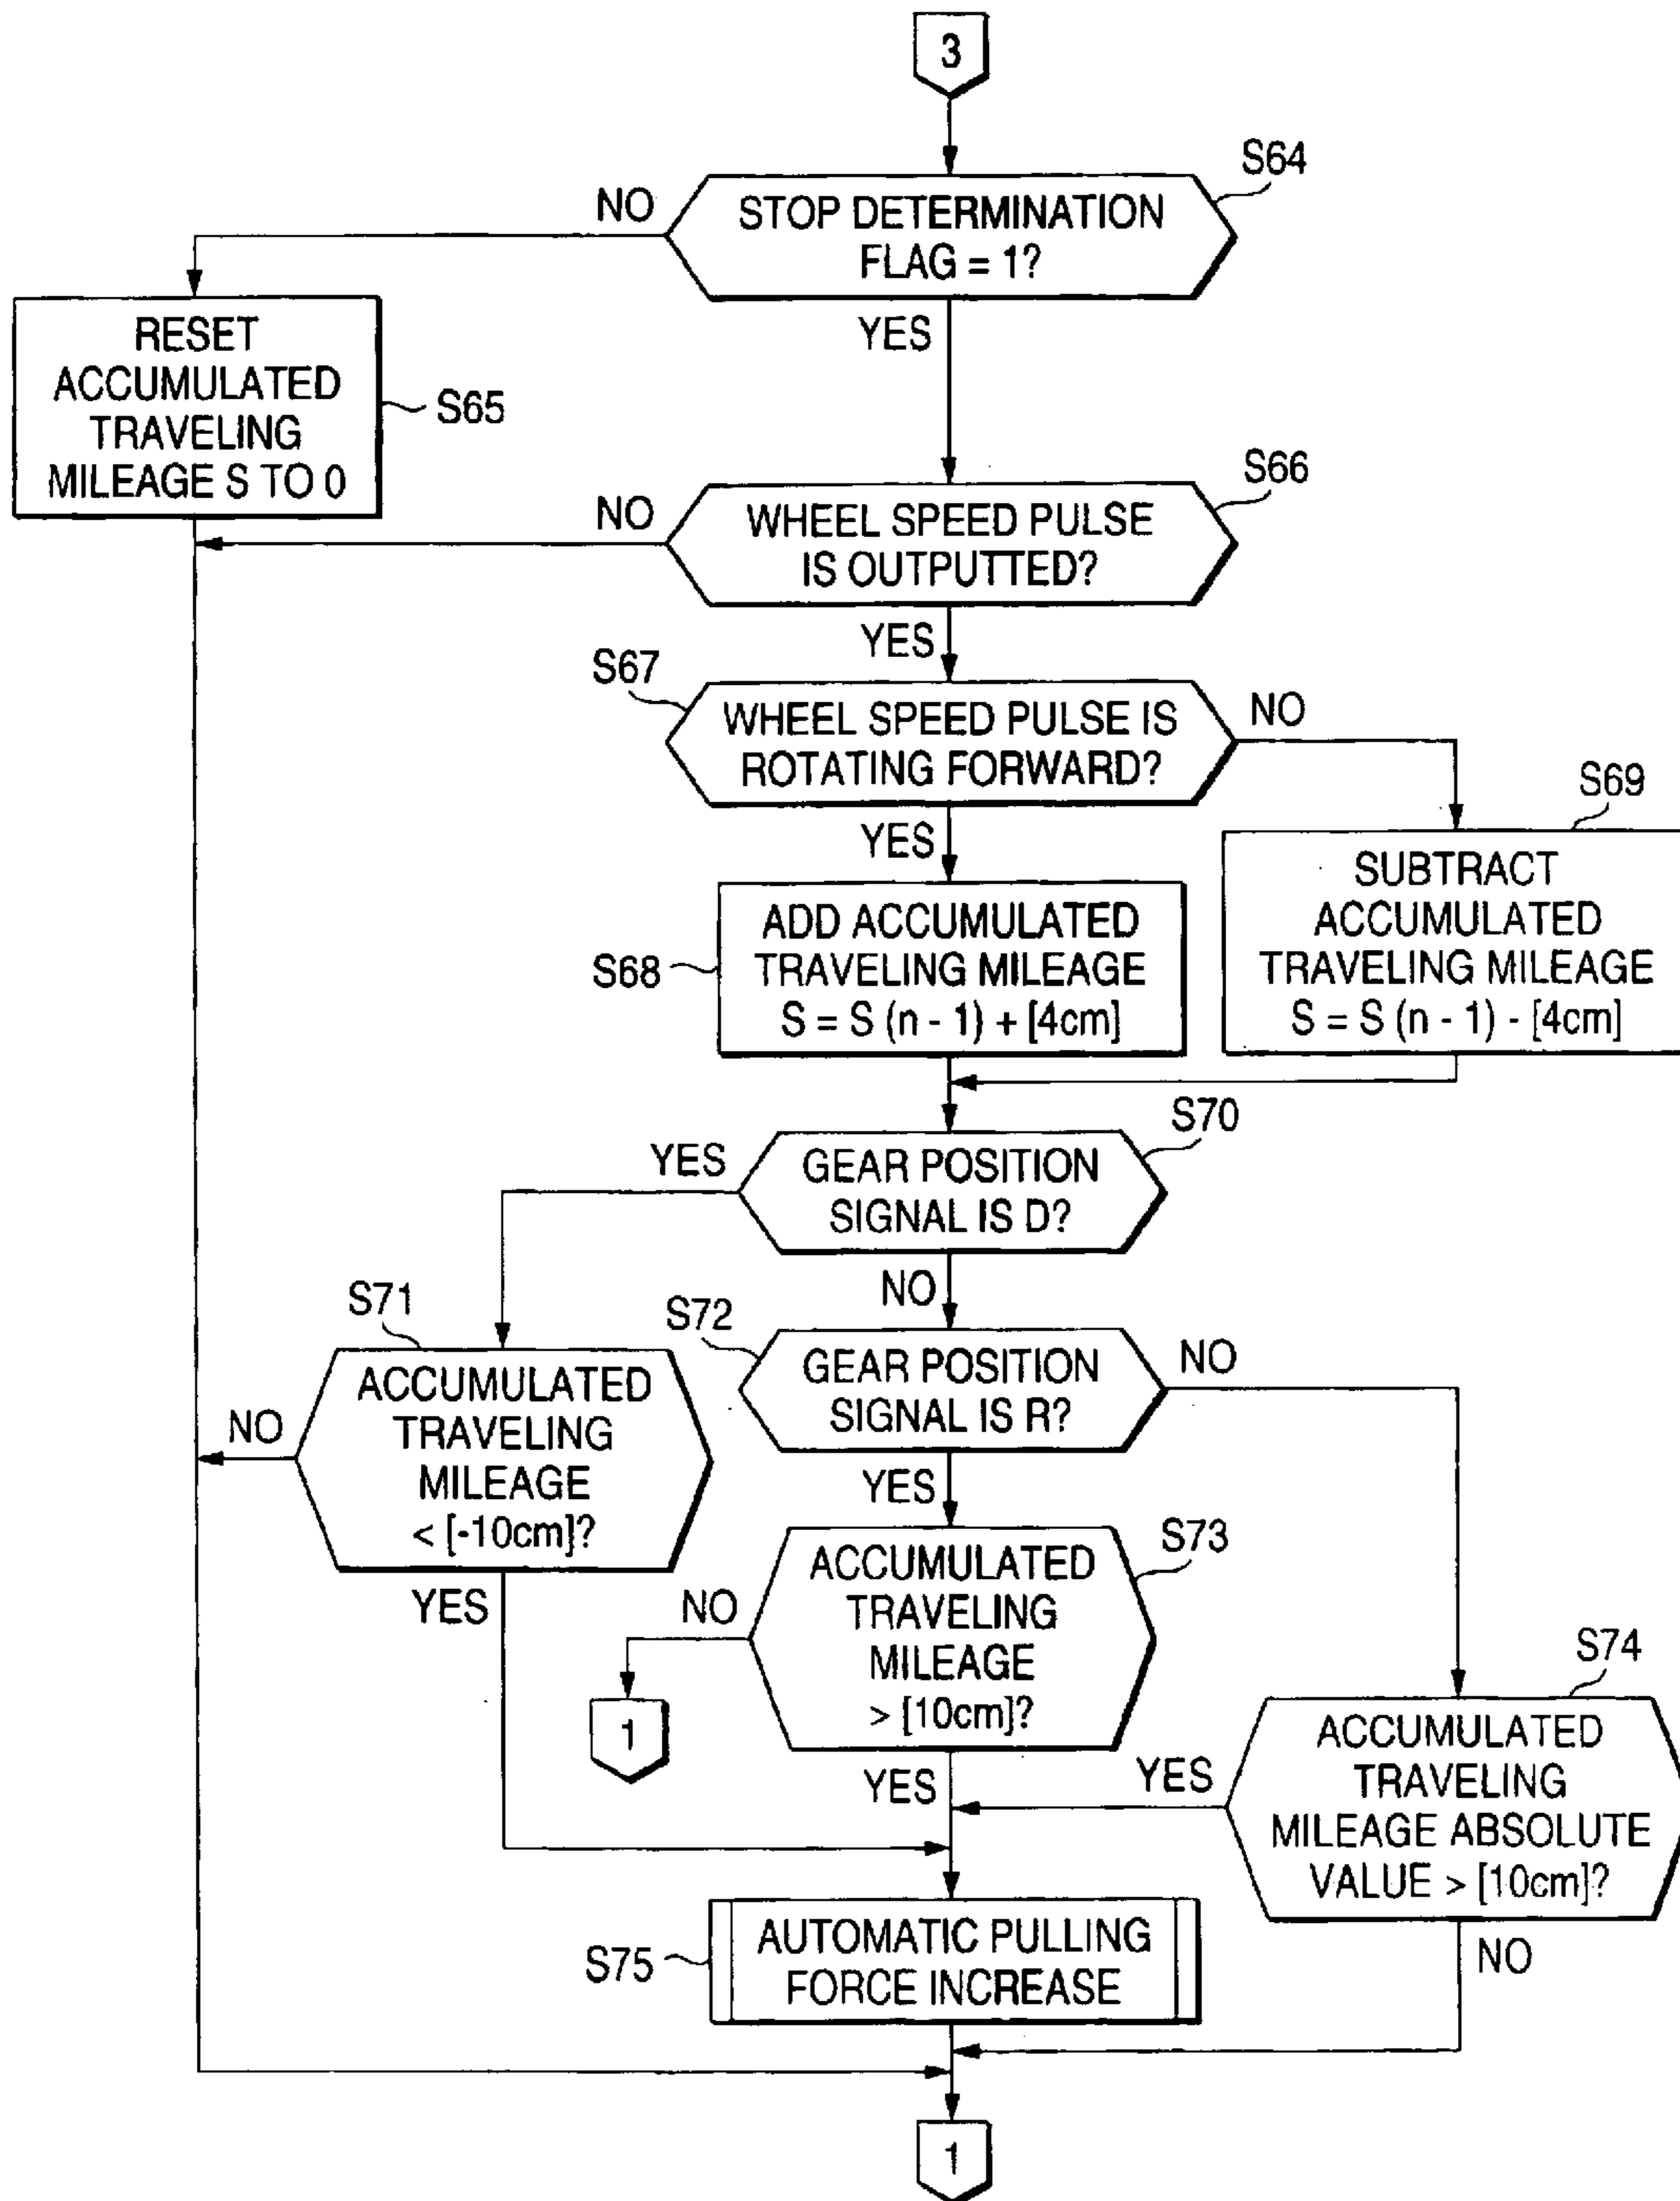 3
S64
NO
STOP DETERMINATION
FLAG = 1?
YES
RESET
ACCUMULATED
TRAVELING
MILEAGE S TO 0
S65
S66
NO
WHEEL SPEED PULSE
IS OUTPUTTED?
YES
S67
WHEEL SPEED PULSE IS
ROTATING FORWARD?
NO
YES
S69
SUBTRACT
ACCUMULATED
TRAVELING MILEAGE
S = S (n - 1) - [4cm]
S68
ADD ACCUMULATED
TRAVELING MILEAGE
S = S (n - 1) + [4cm]
S70
YES
GEAR POSITION
SIGNAL IS D?
NO
S71
ACCUMULATED
TRAVELING
MILEAGE
< [-10cm]?
NO
YES
S72
GEAR POSITION
SIGNAL IS R?
NO
YES
S73
ACCUMULATED
TRAVELING
MILEAGE
> [10cm]?
NO
1
YES
S74
ACCUMULATED
TRAVELING
MILEAGE ABSOLUTE
VALUE > [10cm]?
YES
NO
S75
AUTOMATIC PULLING
FORCE INCREASE
1